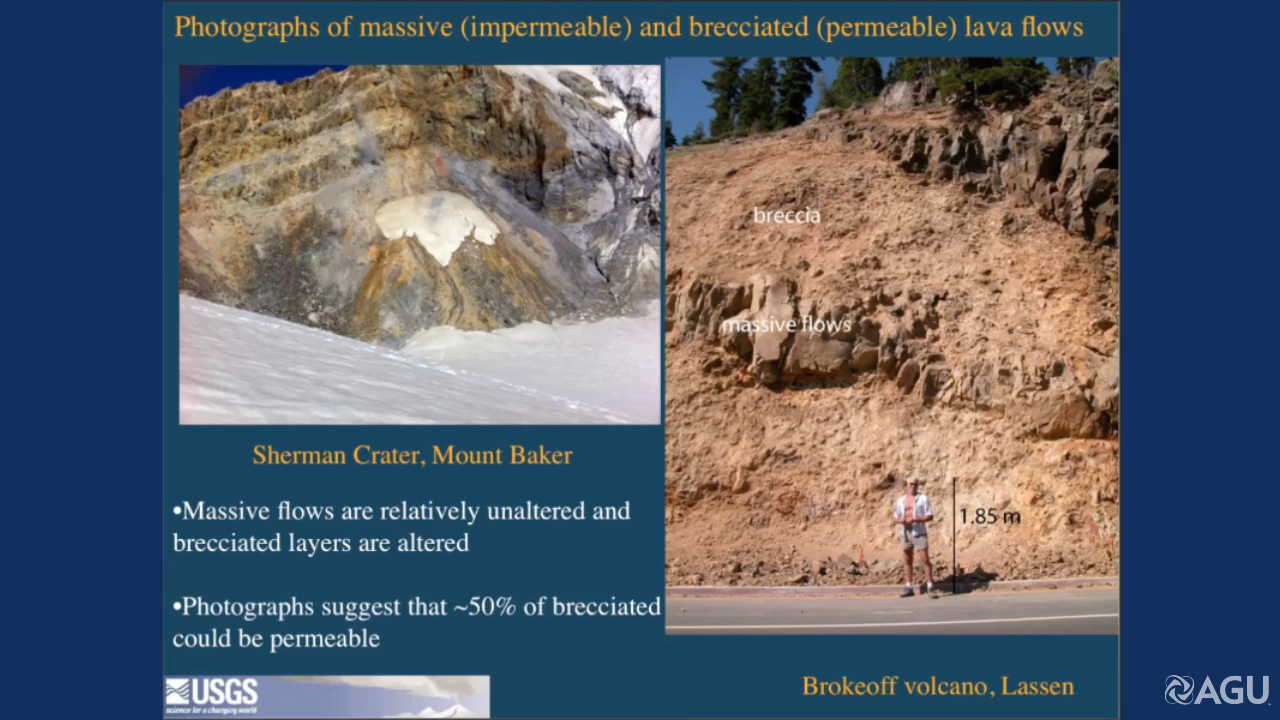 Photographs of massive (impermeable) and brecciated (permeable) lava flows
breccia
massive flows
1.85 m
Sherman Crater, Mount Baker
•Massive flows are relatively unaltered and
brecciated layers are altered
•Photographs suggest that ~50% of brecciated
could be permeable
Brokeoff volcano, Lassen
USGS
science for a changing world
AGU